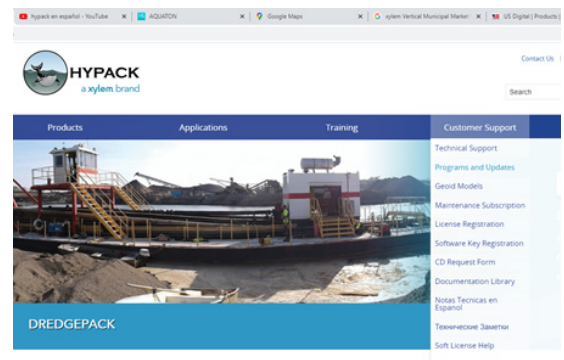 hypack en español - YouTube
AQUATON
Google Maps
xylem Vertical Municipal Market
US Digital | Products |
Contact Us
HYPACK
a xylem brand
Search
Products Applications Training Customer Support
Technical Support
Programs and Updates
Geoid Models
Maintenance Subscription
License Registration
Software Key Registration
CD Request Form
Documentation Library
Notas Tecnicas en
Espanol
Технические Заметки
Soft License Help
DREDGEPACK